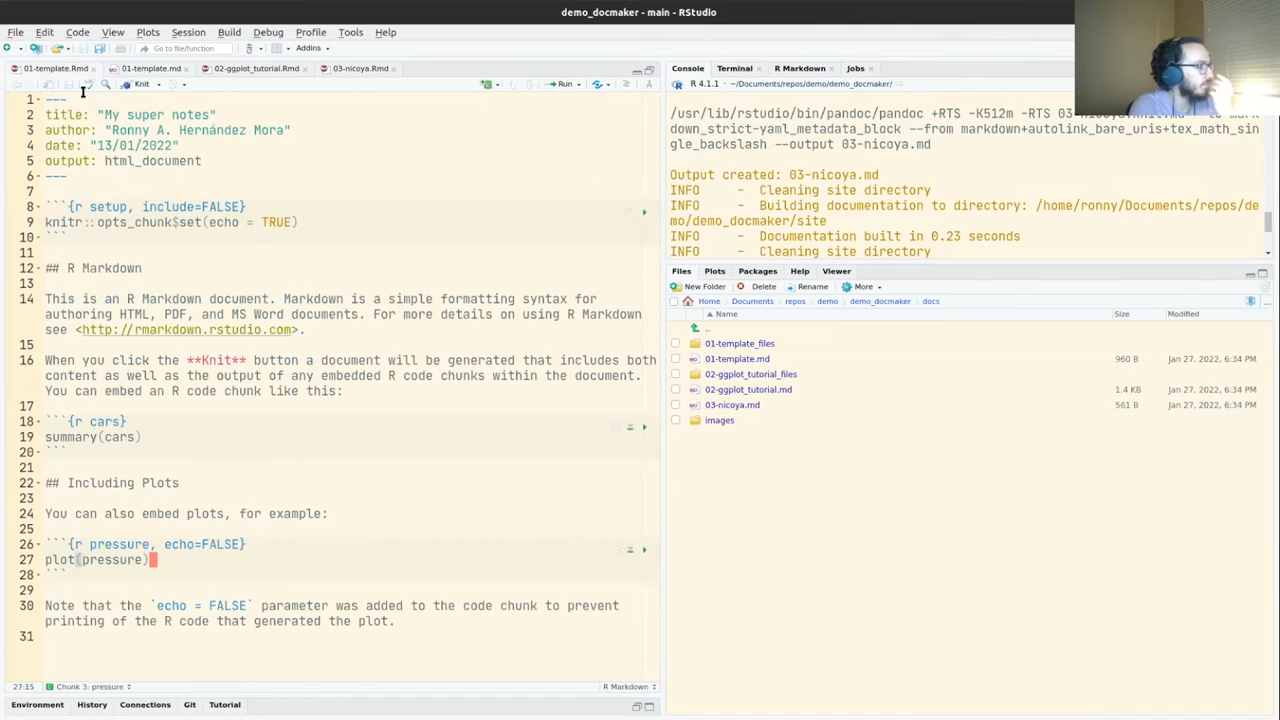 demo_docmaker - main - RStudio
File Edit Code View Plots Session Build Debug Profile Tools Help
Go to file/function Addins
01-template.Rmd 01-template.md 02-ggplot_tutorial.Rmd 03-nicoya.Rmd
Knit Run
1 ---
2 title: "My super notes"
3 author: "Ronny A. Hernández Mora"
4 date: "13/01/2022"
5 output: html_document
6 ---
7
8 ```{r setup, include=FALSE}
9 knitr::opts_chunk$set(echo = TRUE)
10 ```
11
12 ## R Markdown
13
14 This is an R Markdown document. Markdown is a simple formatting syntax for
authoring HTML, PDF, and MS Word documents. For more details on using R Markdown
see <http://rmarkdown.rstudio.com>.
15
16 When you click the **Knit** button a document will be generated that includes both
content as well as the output of any embedded R code chunks within the document.
You can embed an R code chunk like this:
17
18 ```{r cars}
19 summary(cars)
20 ```
21
22 ## Including Plots
23
24 You can also embed plots, for example:
25
26 ```{r pressure, echo=FALSE}
27 plot(pressure)
28 ```
29
30 Note that the `echo = FALSE` parameter was added to the code chunk to prevent
printing of the R code that generated the plot.
31
27:15 Chunk 3: pressure R Markdown
Environment History Connections Git Tutorial
Console Terminal R Markdown Jobs
R 4.1.1 · ~/Documents/repos/demo/demo_docmaker/
/usr/lib/rstudio/bin/pandoc/pandoc +RTS -K512m -RTS 03
down_strict-yaml_metadata_block --from markdown+autolink_bare_uris+tex_math_sin
gle_backslash --output 03-nicoya.md
Output created: 03-nicoya.md
INFO - Cleaning site directory
INFO - Building documentation to directory: /home/ronny/Documents/repos/de
mo/demo_docmaker/site
INFO - Documentation built in 0.23 seconds
INFO - Cleaning site directory
Files Plots Packages Help Viewer
New Folder Delete Rename More
Home Documents repos demo demo_docmaker docs
Name Size Modified
..
01-template_files
01-template.md 960 B Jan 27, 2022, 6:34 PM
02-ggplot_tutorial_files
02-ggplot_tutorial.md 1.4 KB Jan 27, 2022, 6:34 PM
03-nicoya.md 561 B Jan 27, 2022, 6:34 PM
images